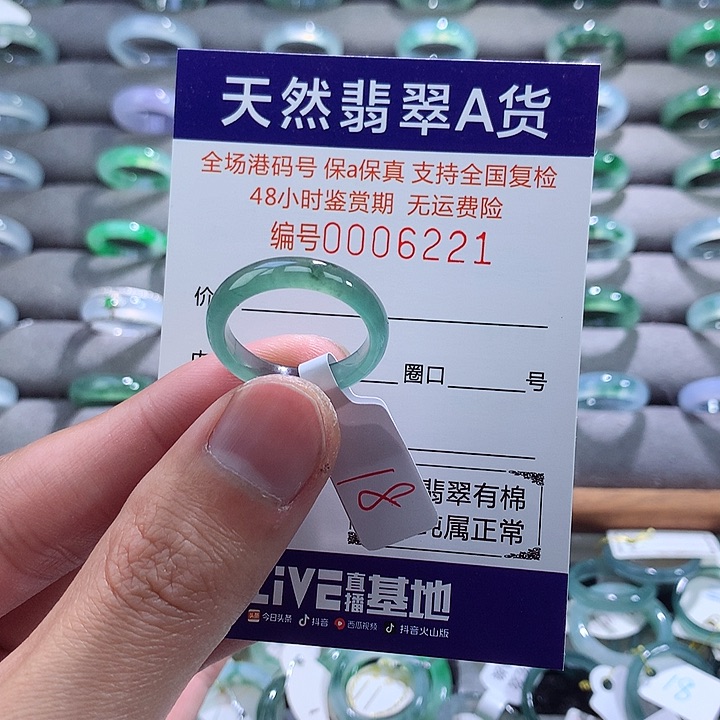 天然翡翠A货
全场港码号 保a保真 支持全国复检
48小时鉴赏期 无运费险
编号0006221
价
圈口 号
18
翡翠有棉
属正常
LIVE直播基地
头条 今日头条 抖音 西瓜视频 抖音火山版
18